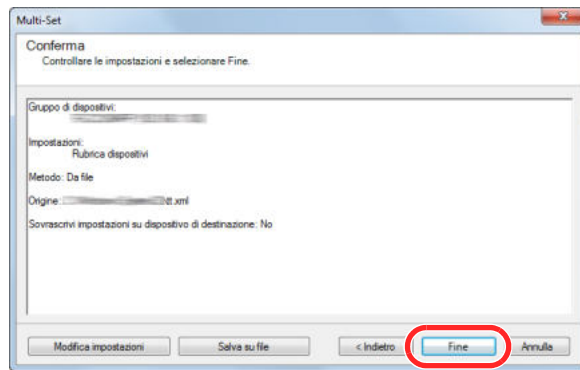 Multi-Set
Conferma
Controllare le impostazioni e selezionare Fine.
Gruppo di dispositivi:
Impostazioni:
Rubrica dispositivi
Metodo: Da file
Origine: tt.xml
Sovrascrivi impostazioni su dispositivo di destinazione: No
Modifica impostazioni Salva su file < Indietro Fine Annulla